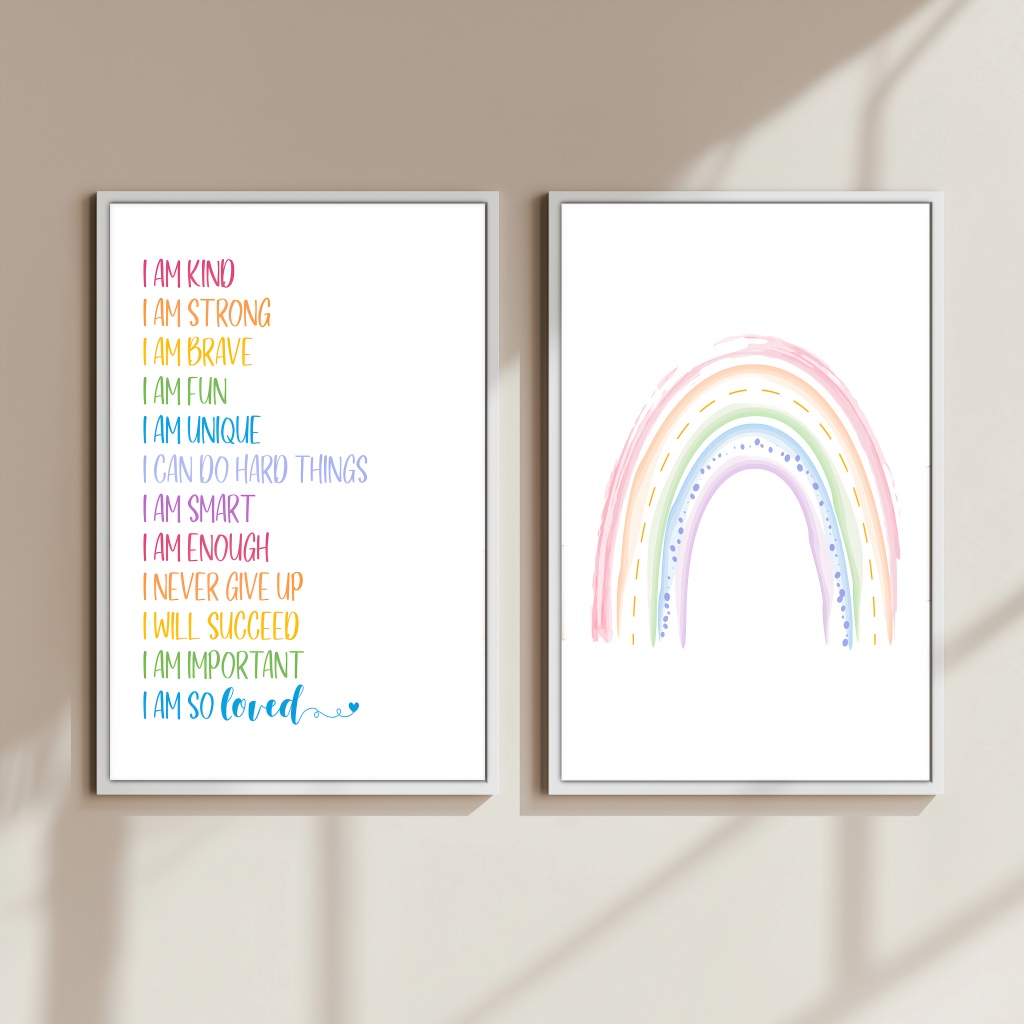 I AM KIND
I AM STRONG
I AM BRAVE
I AM FUN
I AM UNIQUE
I CAN DO HARD THINGS
I AM SMART
I AM ENOUGH
I NEVER GIVE UP
I WILL SUCCEED
I AM IMPORTANT
I AM SO loved